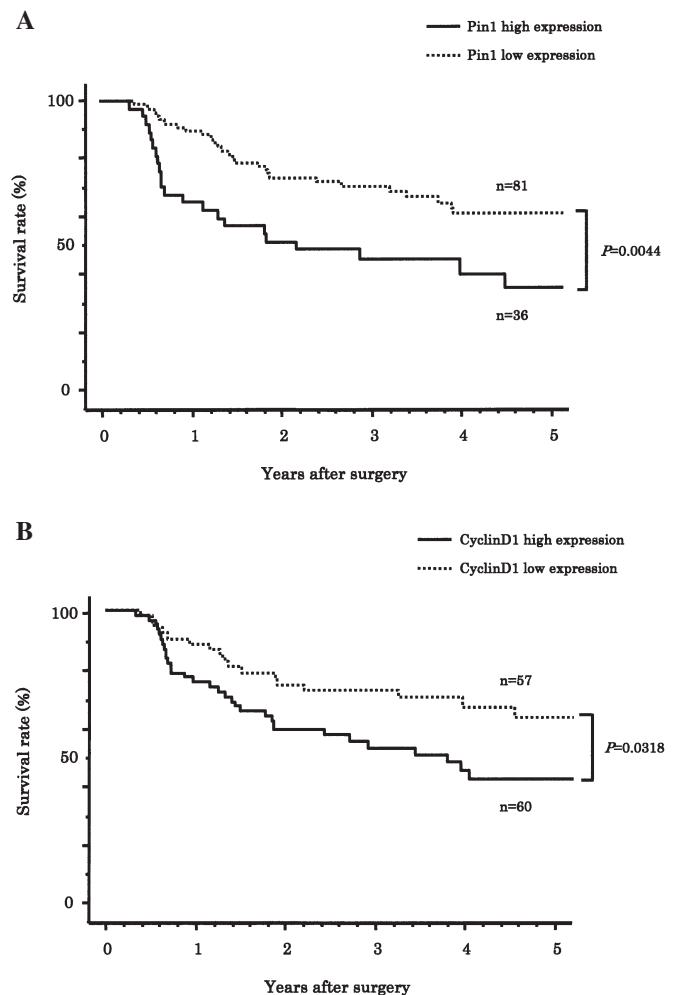 A
Pin1 high expression
Pin1 low expression
100
50
0
Survival rate (%)
n=81
P=0.0044
n=36
0 1 2 3 4 5
Years after surgery
B
CyclinD1 high expression
CyclinD1 low expression
100
50
0
Survival rate (%)
n=57
P=0.0318
n=60
0 1 2 3 4 5
Years after surgery